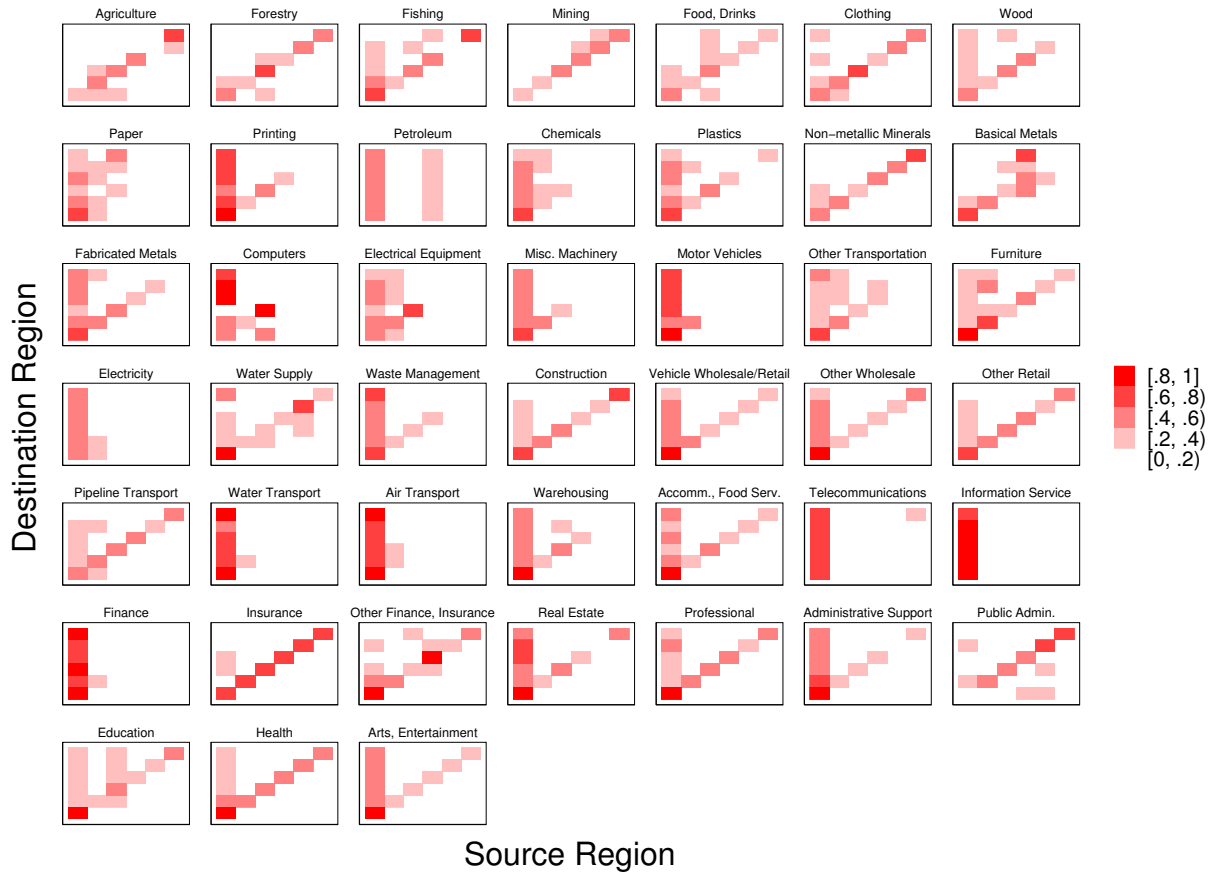 Agriculture
Forestry
Fishing
Mining
Food, Drinks
Clothing
Wood
Paper
Printing
Petroleum
Chemicals
Plastics
Non−metallic Minerals
Basical Metals
Fabricated Metals
Computers
Electrical Equipment
Misc. Machinery
Motor Vehicles
Other Transportation
Furniture
Electricity
Water Supply
Waste Management
Construction
Vehicle Wholesale/Retail
Other Wholesale
Other Retail
Pipeline Transport
Water Transport
Air Transport
Warehousing
Accomm., Food Serv.
Telecommunications
Information Service
Finance
Insurance
Other Finance, Insurance
Real Estate
Professional
Administrative Support
Public Admin.
Education
Health
Arts, Entertainment
Destination Region
Source Region
[.8, 1]
[.6, .8)
[.4, .6)
[.2, .4)
[0, .2)